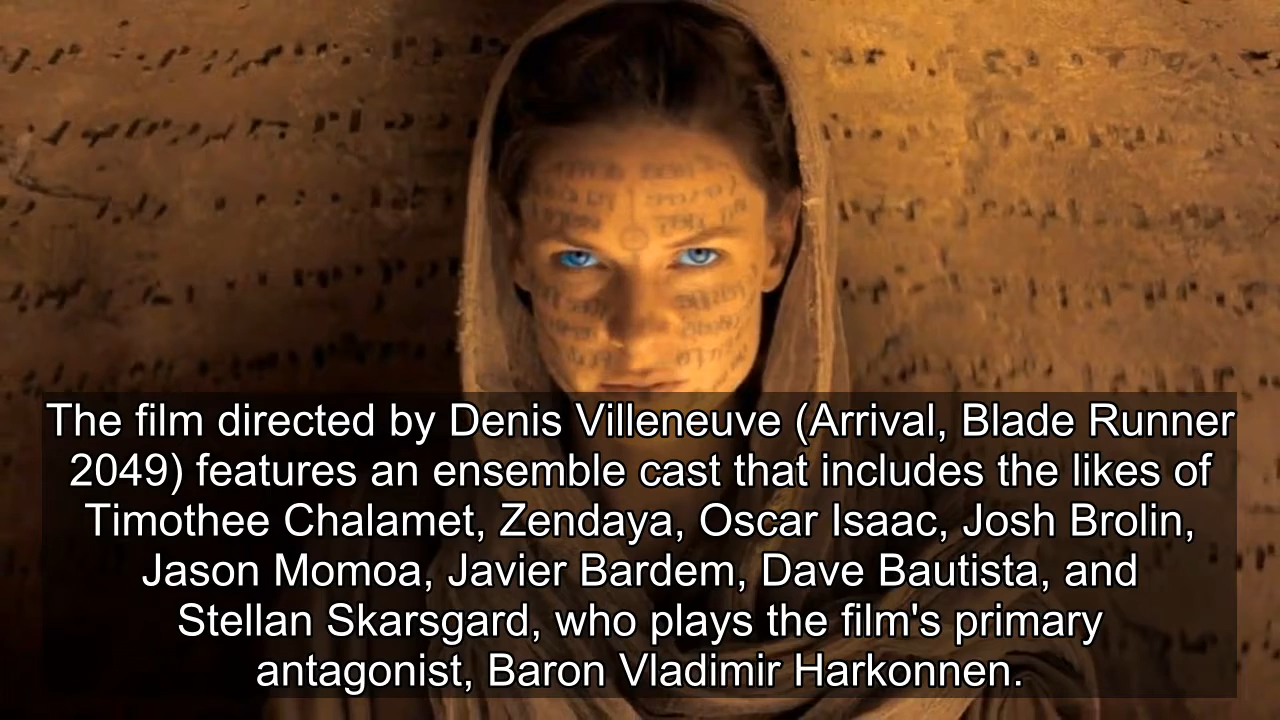 The film directed by Denis Villeneuve (Arrival, Blade Runner
2049) features an ensemble cast that includes the likes of
Timothee Chalamet, Zendaya, Oscar Isaac, Josh Brolin,
Jason Momoa, Javier Bardem, Dave Bautista, and
Stellan Skarsgard, who plays the film's primary
antagonist, Baron Vladimir Harkonnen.